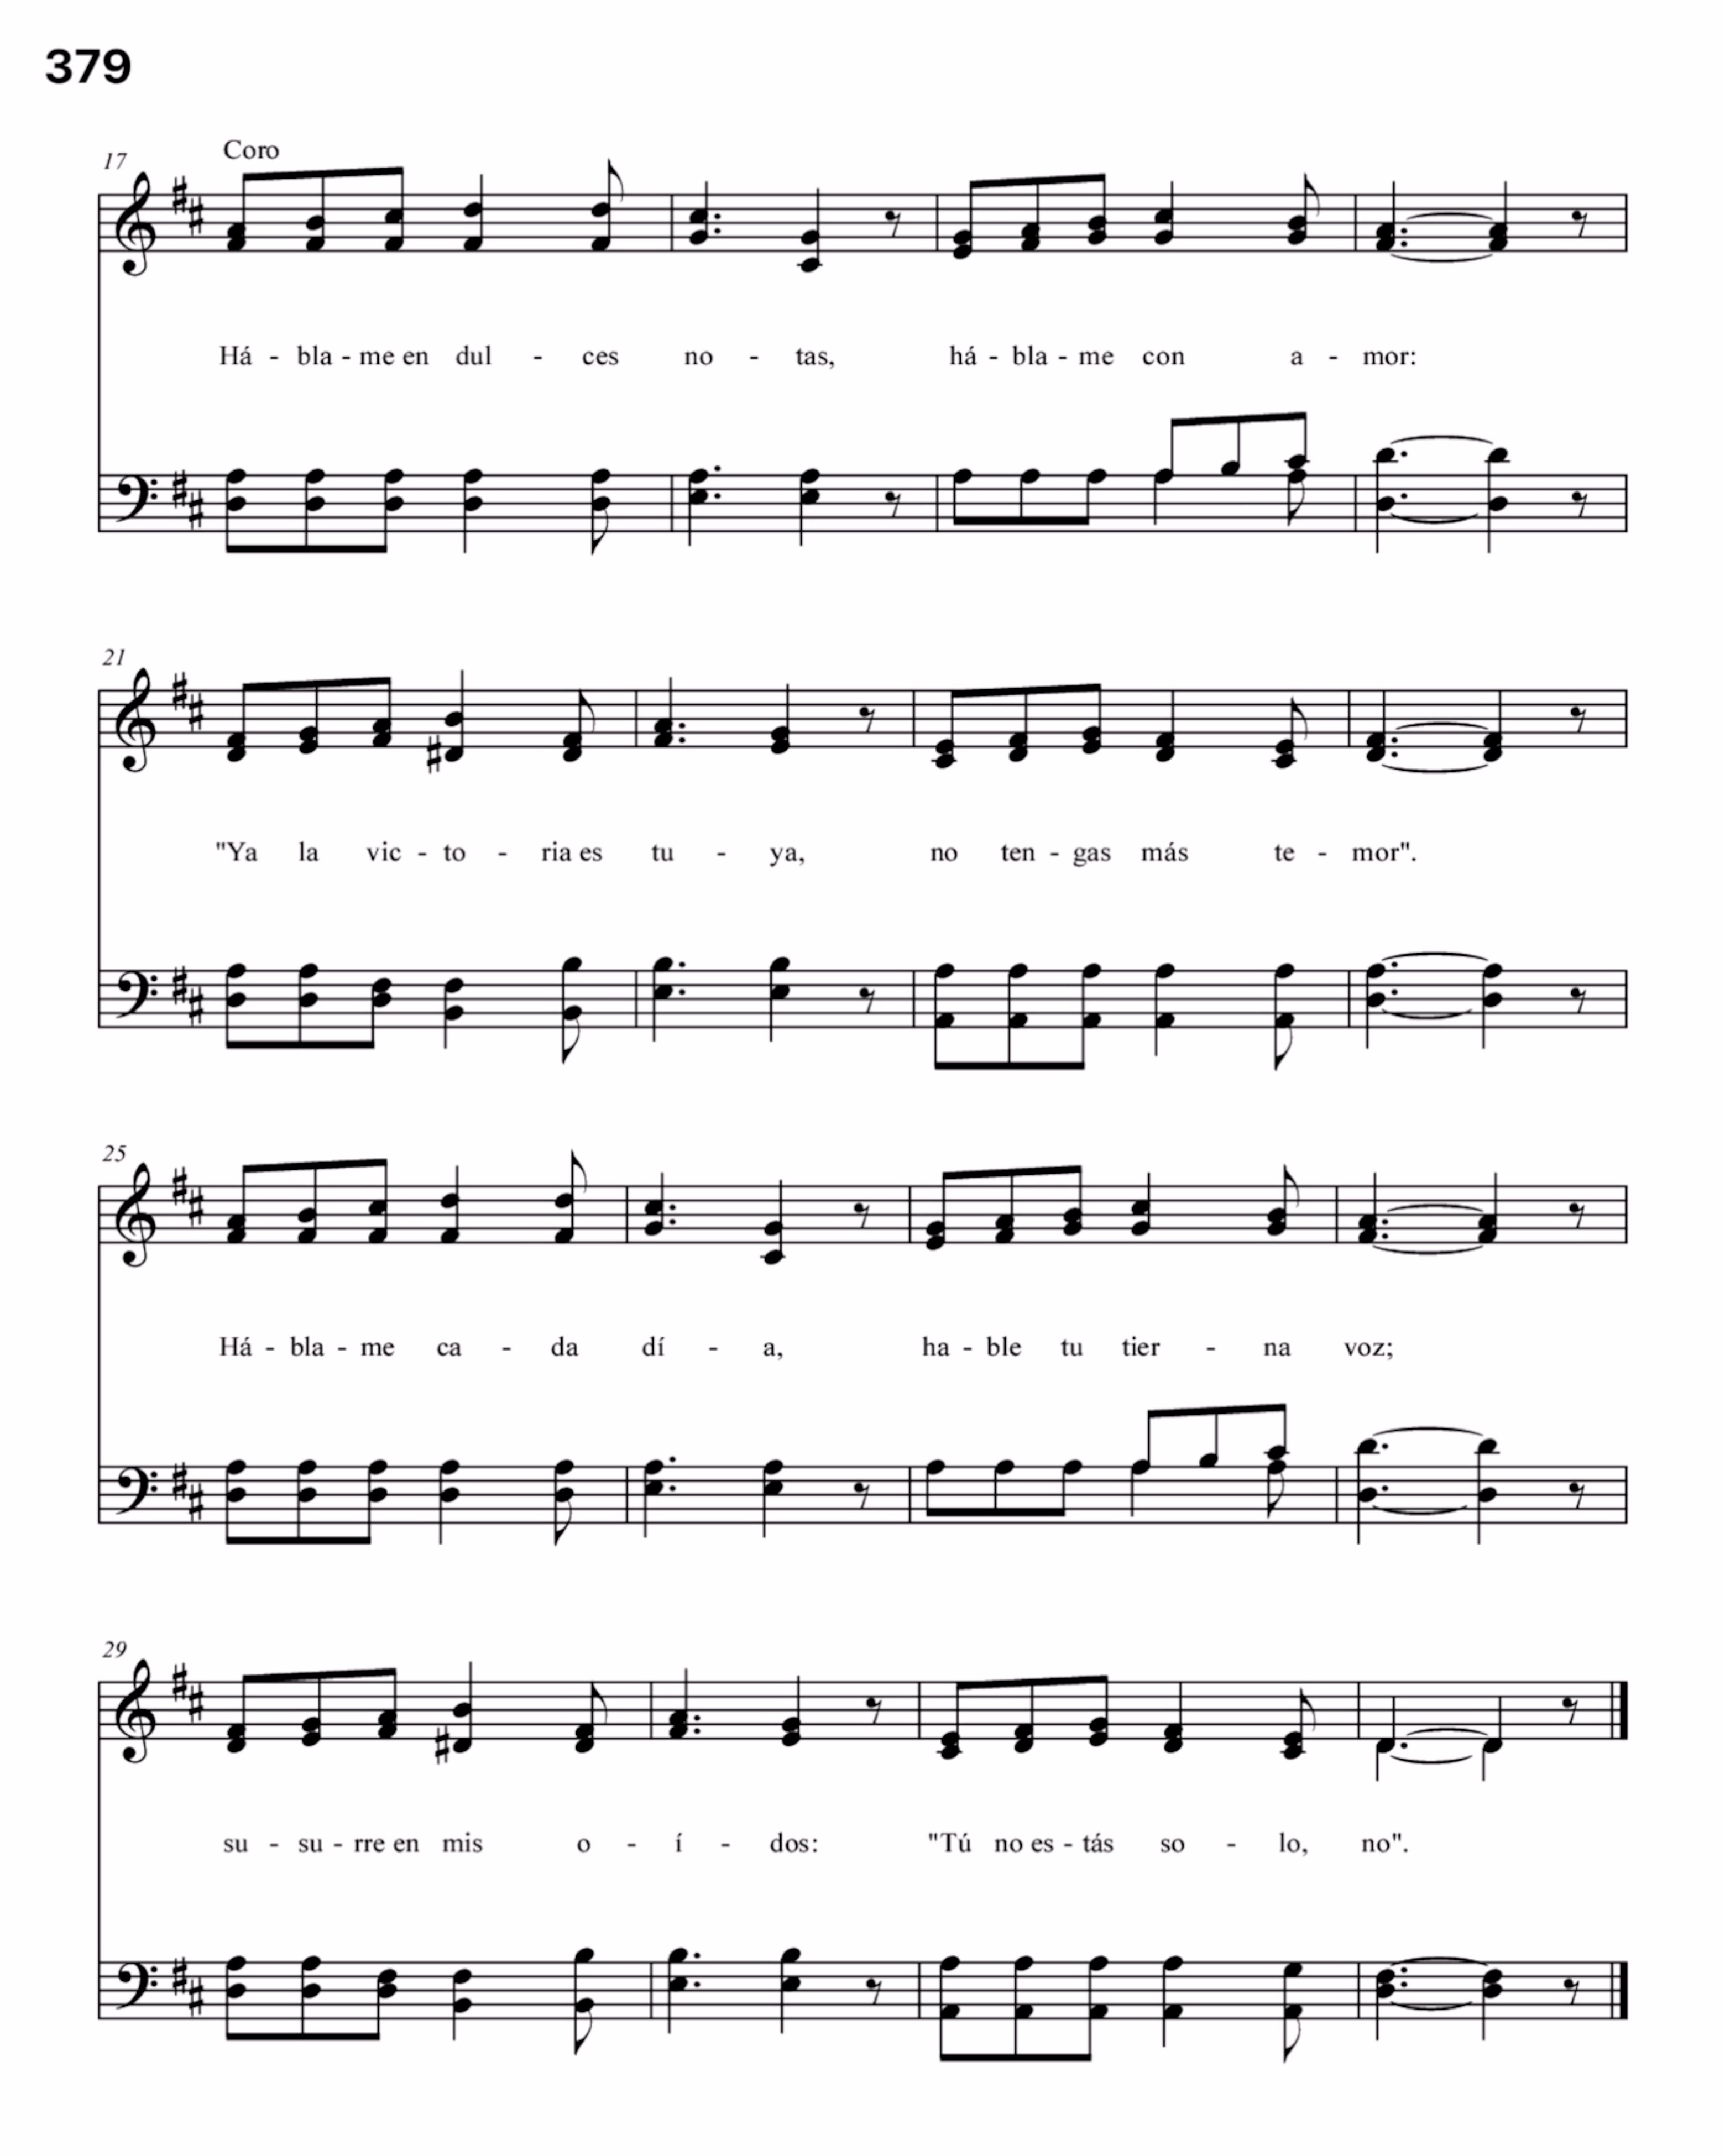 379
17
Coro
Há - bla - me en dul - ces no - tas, há - bla - me con a - mor:
21
"Ya la vic - to - ria es tu - ya, no ten - gas más te - mor".
25
Há - bla - me ca - da dí - a, ha - ble tu tier - na voz;
29
su - su - rre en mis o - í - dos: "Tú no es - tás so - lo, no".